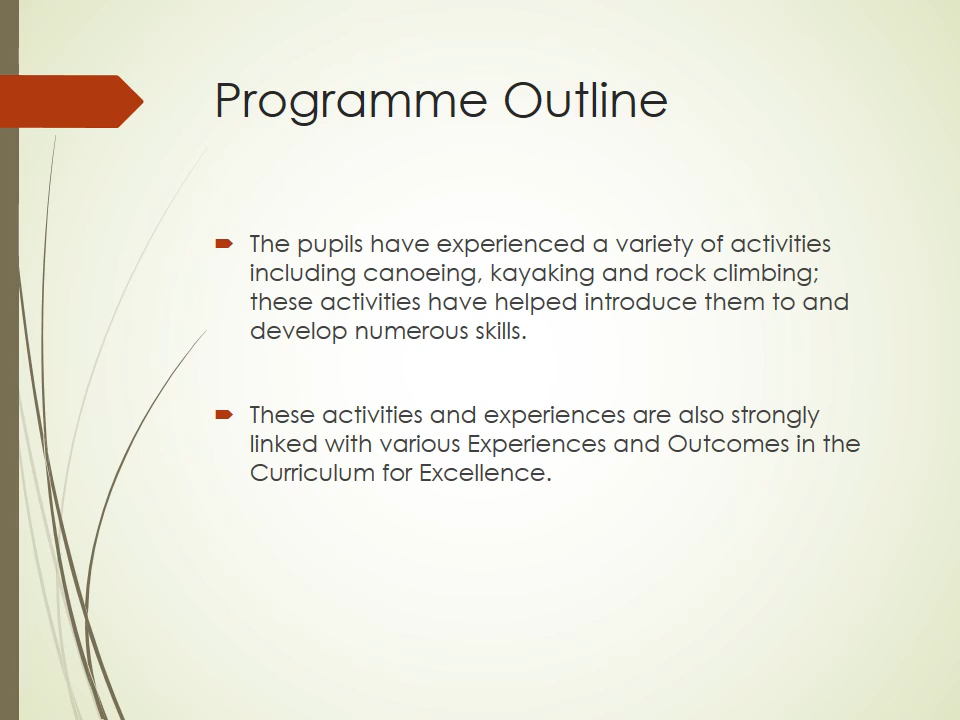 Programme Outline
The pupils have experienced a variety of activities
including canoeing, kayaking and rock climbing;
these activities have helped introduce them to and
develop numerous skills.
These activities and experiences are also strongly
linked with various Experiences and Outcomes in the
Curriculum for Excellence.